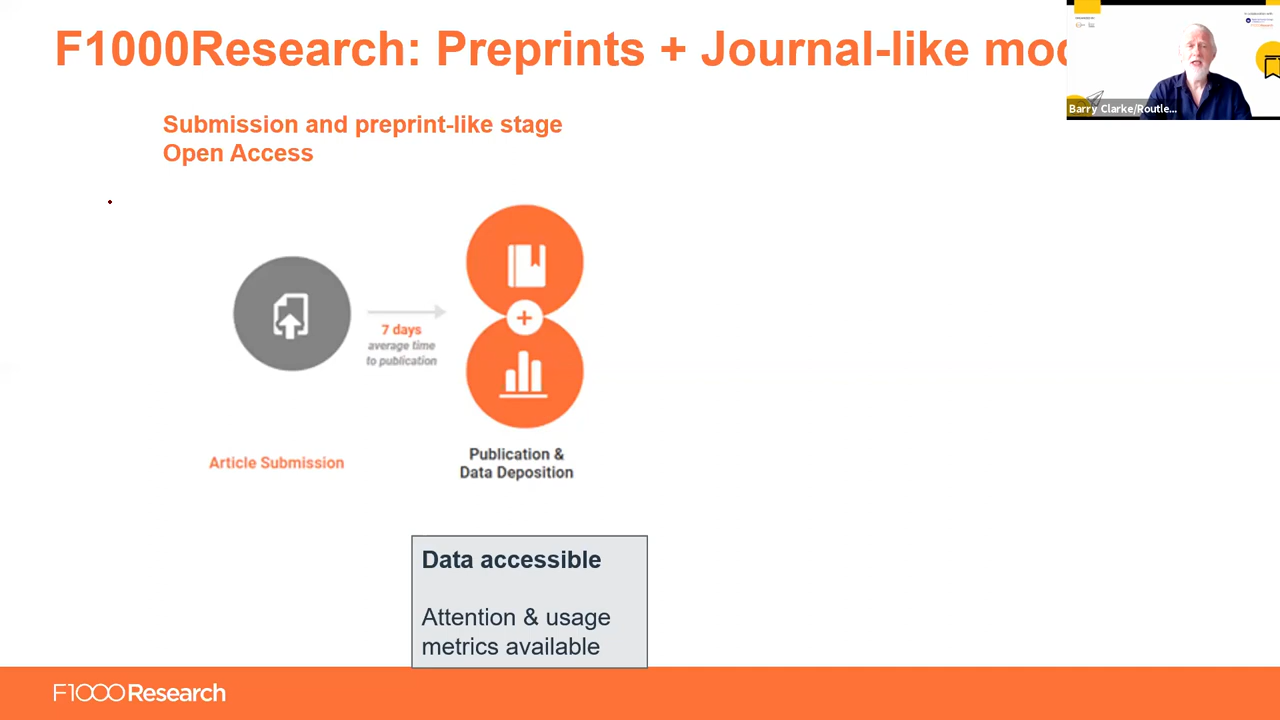 F1000Research: Preprints + Journal-like mod
Barry Clarke/Routle...
Submission and preprint-like stage
Open Access
7 days
average time
to publication
Article Submission
Publication &
Data Deposition
Data accessible
Attention & usage
metrics available
F1000Research